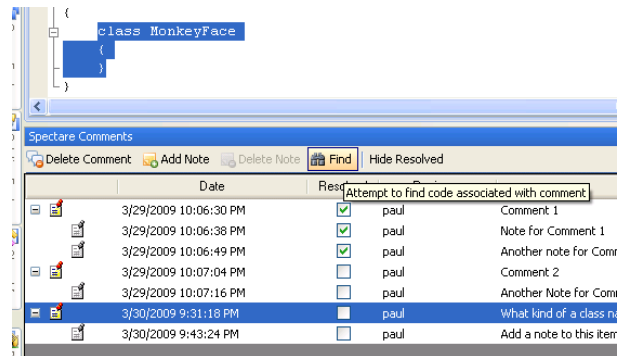 {
class MonkeyFace
{
}
}
Spectare Comments
Delete Comment Add Note Delete Note Find Hide Resolved
Date
Attempt to find code associated with comment
3/29/2009 10:06:30 PM paul Comment 1
3/29/2009 10:06:38 PM paul Note for Comment 1
3/29/2009 10:06:49 PM paul Another note for Comm
3/29/2009 10:07:04 PM paul Comment 2
3/29/2009 10:07:16 PM paul Another Note for Com
3/30/2009 9:31:18 PM paul What kind of a class na
3/30/2009 9:43:24 PM paul Add a note to this item